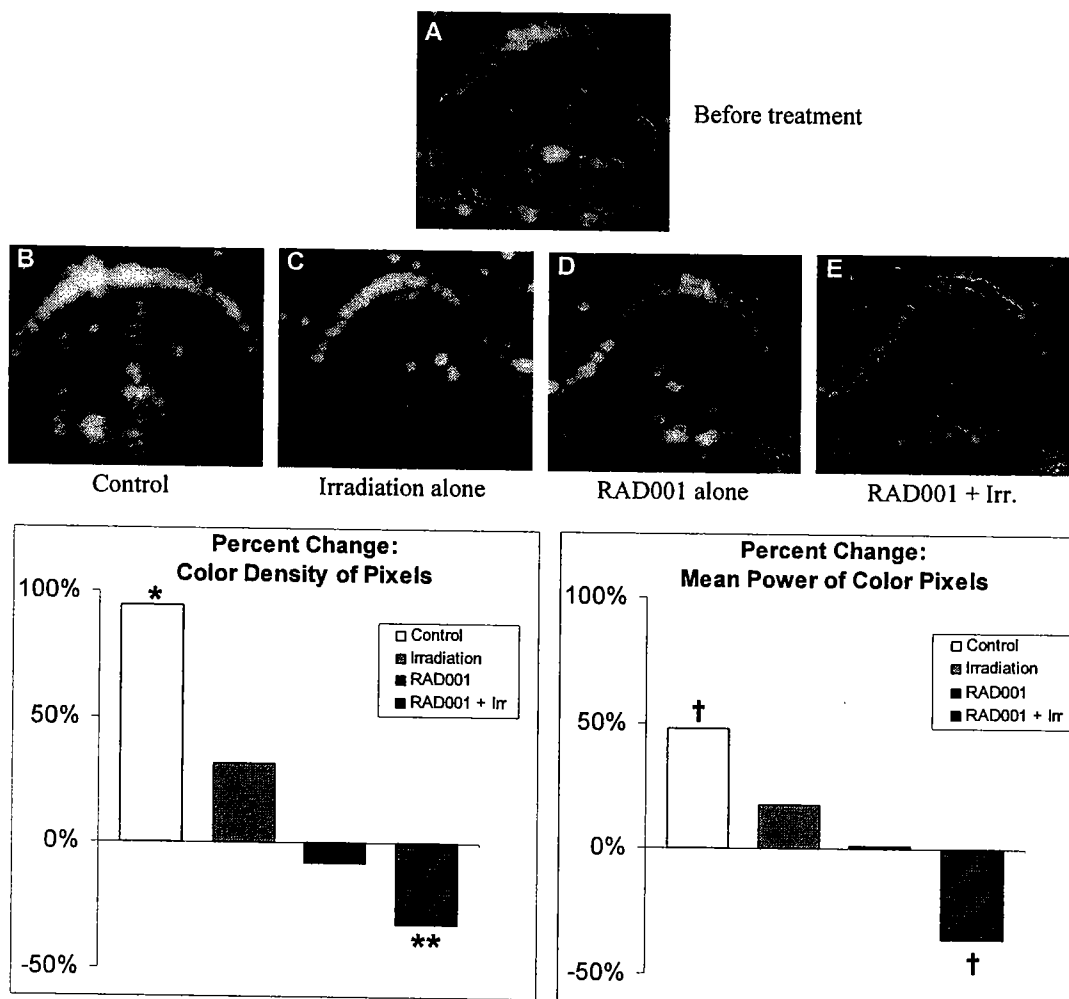 A
Before treatment
B
C
D
E
Control
Irradiation alone
RAD001 alone
RAD001 + Irr.
Percent Change:
Color Density of Pixels
100%
50%
0%
-50%
*
**
Control
Irradiation
RAD001
RAD001 + Irr
Percent Change:
Mean Power of Color Pixels
100%
50%
0%
-50%
†
†
Control
Irradiation
RAD001
RAD001 + Irr